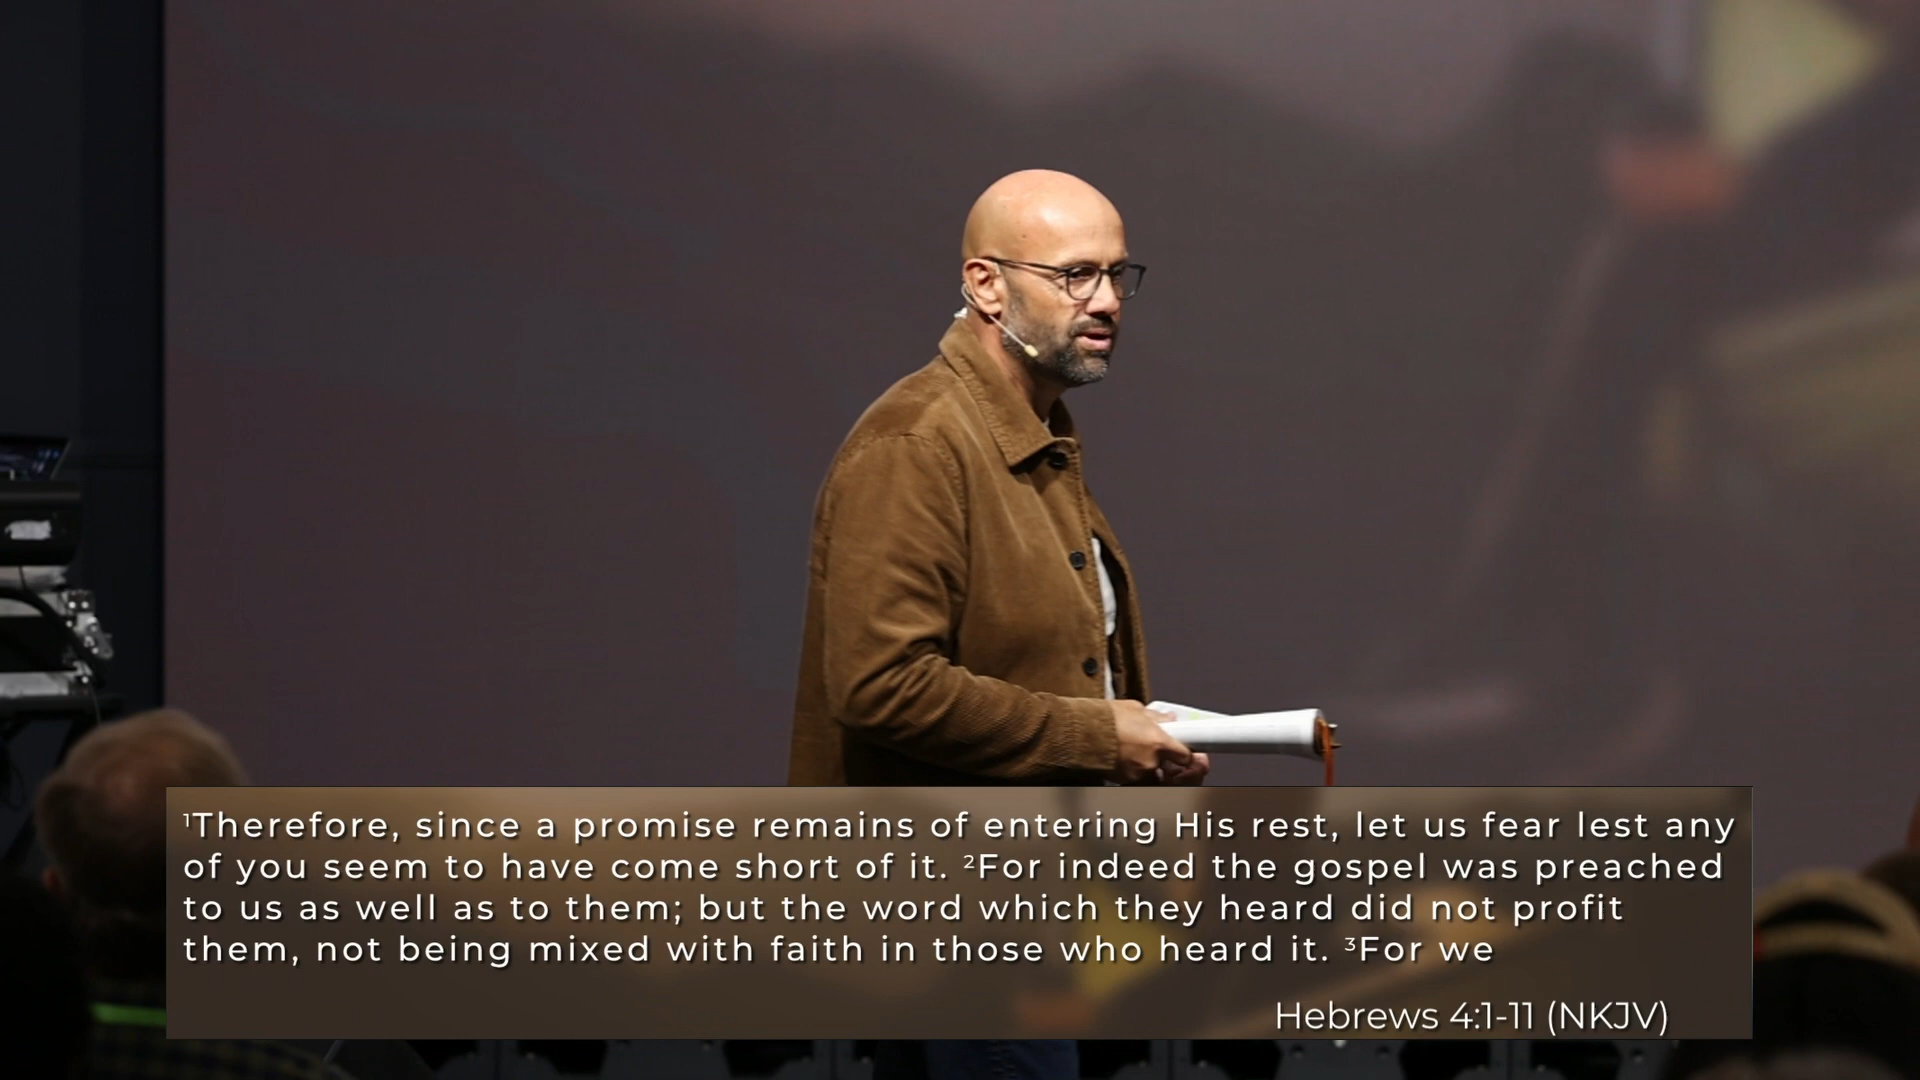 ¹Therefore, since a promise remains of entering His rest, let us fear lest any
of you seem to have come short of it. ²For indeed the gospel was preached
to us as well as to them; but the word which they heard did not profit
them, not being mixed with faith in those who heard it. ³For we
Hebrews 4:1-11 (NKJV)